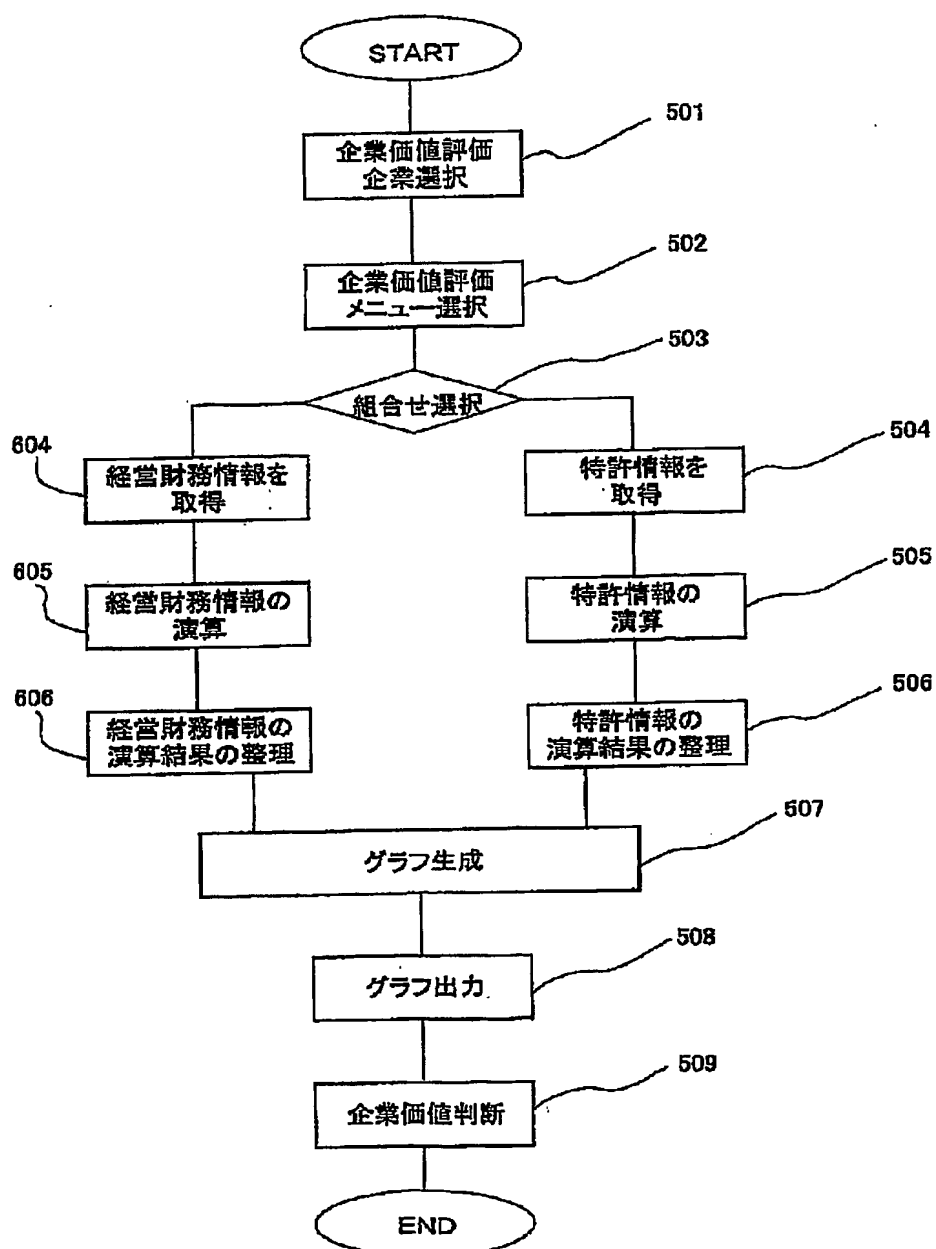 START
501
企業価値評価
企業選択
502
企業価値評価
メニュー選択
503
組合せ選択
604
経営財務情報を
取得
504
特許情報を
取得
605
経営財務情報の
演算
505
特許情報の
演算
606
経営財務情報の
演算結果の整理
506
特許情報の
演算結果の整理
507
グラフ生成
508
グラフ出力
509
企業価値判断
END